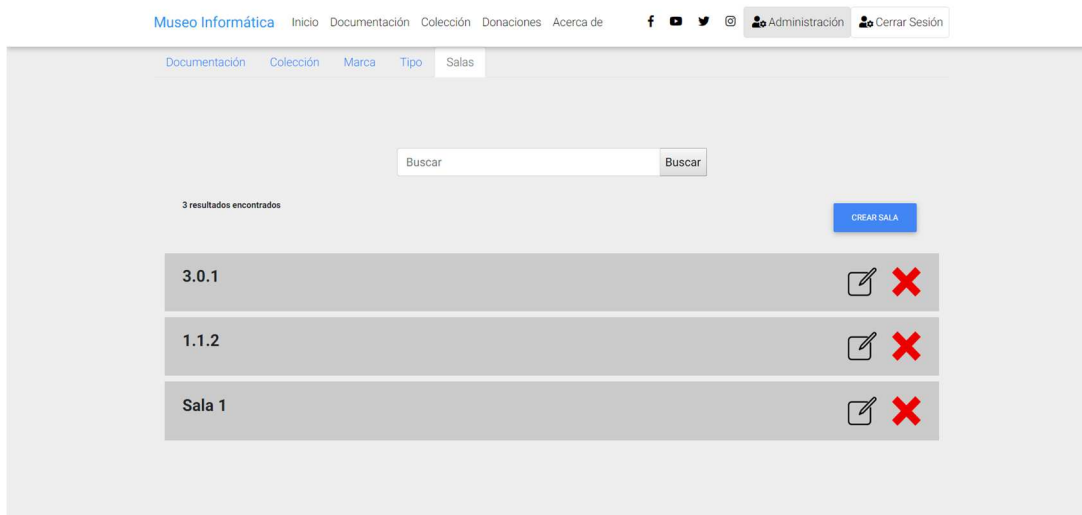 Museo Informática Inicio Documentación Colección Donaciones Acerca de Administración Cerrar Sesión
Documentación Colección Marca Tipo Salas
Buscar Buscar
3 resultados encontrados
CREAR SALA
3.0.1
1.1.2
Sala 1